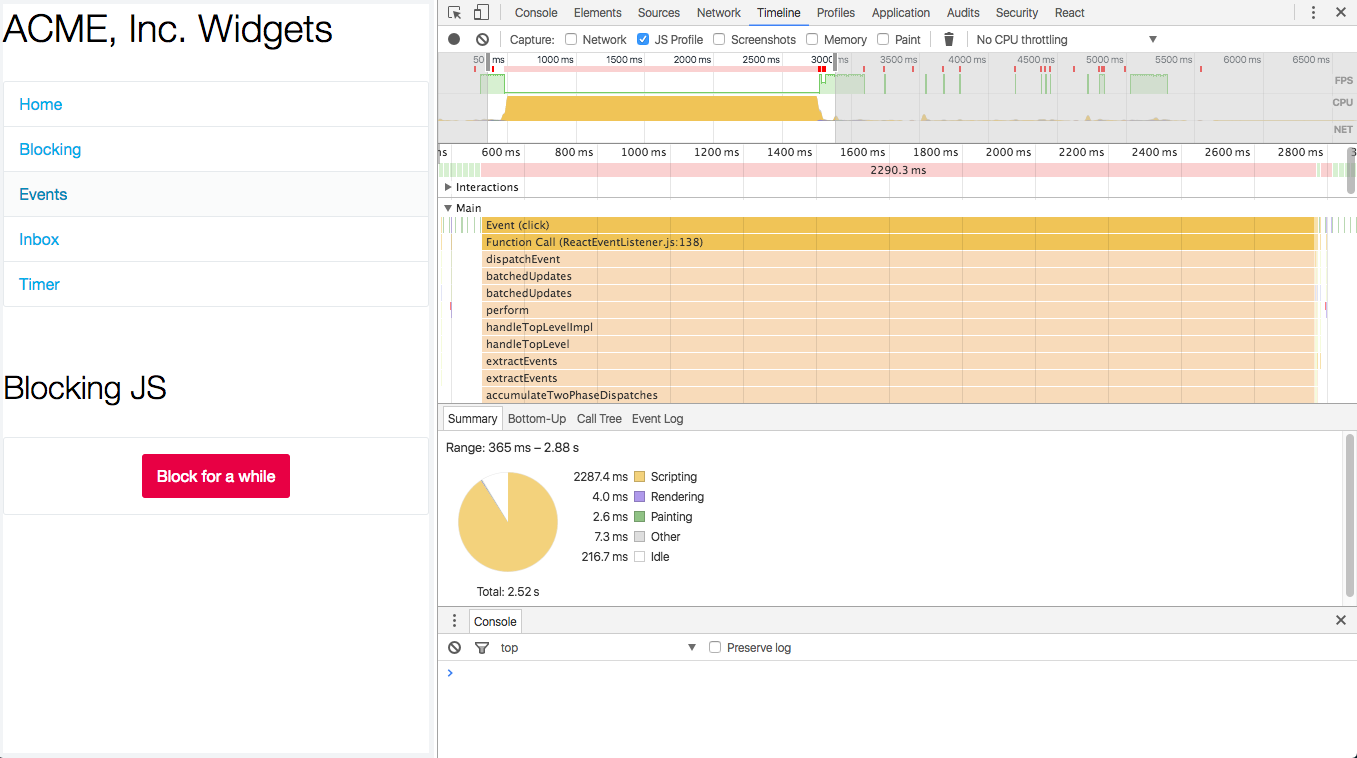 ACME, Inc. Widgets
Home
Blocking
Events
Inbox
Timer
Blocking JS
Block for a while
Console Elements Sources Network Timeline Profiles Application Audits Security React
Capture: Network JS Profile Screenshots Memory Paint No CPU throttling
50 ms 1000 ms 1500 ms 2000 ms 2500 ms 3000 ms 3500 ms 4000 ms 4500 ms 5000 ms 5500 ms 6000 ms 6500 ms
FPS
CPU
NET
ms 600 ms 800 ms 1000 ms 1200 ms 1400 ms 1600 ms 1800 ms 2000 ms 2200 ms 2400 ms 2600 ms 2800 ms 3
2290.3 ms
Interactions
Main
Event (click)
Function Call (ReactEventListener.js:138)
dispatchEvent
batchedUpdates
batchedUpdates
perform
handleTopLevelImpl
handleTopLevel
extractEvents
extractEvents
accumulateTwoPhaseDispatches
Summary Bottom-Up Call Tree Event Log
Range: 365 ms – 2.88 s
2287.4 ms Scripting
4.0 ms Rendering
2.6 ms Painting
7.3 ms Other
216.7 ms Idle
Total: 2.52 s
Console
top Preserve log